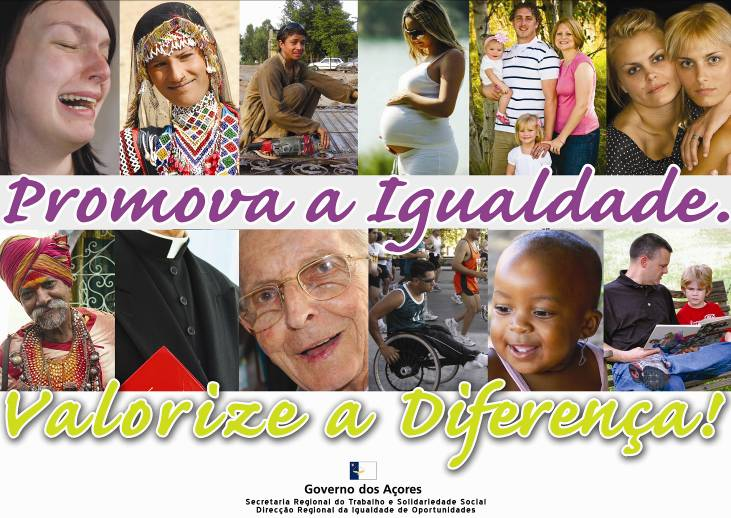 Promova a Igualdade.
Valorize a Diferença!
Governo dos Açores
Secretaria Regional do Trabalho e Solidariedade Social
Direcção Regional da Igualdade de Oportunidades